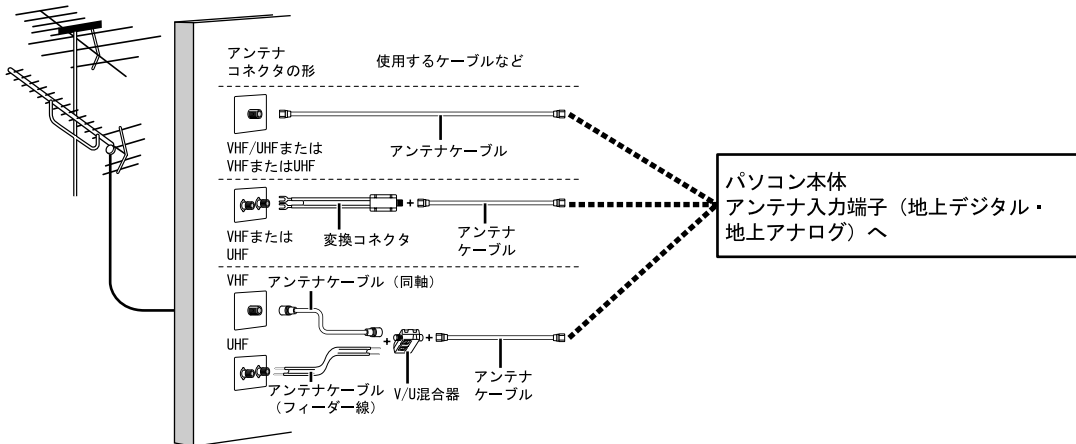 アンテナ
コネクタの形
使用するケーブルなど
VHF/UHFまたは
VHFまたはUHF
アンテナケーブル
VHFまたは
UHF
変換コネクタ
+
アンテナ
ケーブル
VHF
アンテナケーブル（同軸）
UHF
+
+
アンテナケーブル
（フィーダー線）
V/U混合器
アンテナ
ケーブル
パソコン本体
アンテナ入力端子（地上デジタル・
地上アナログ）へ